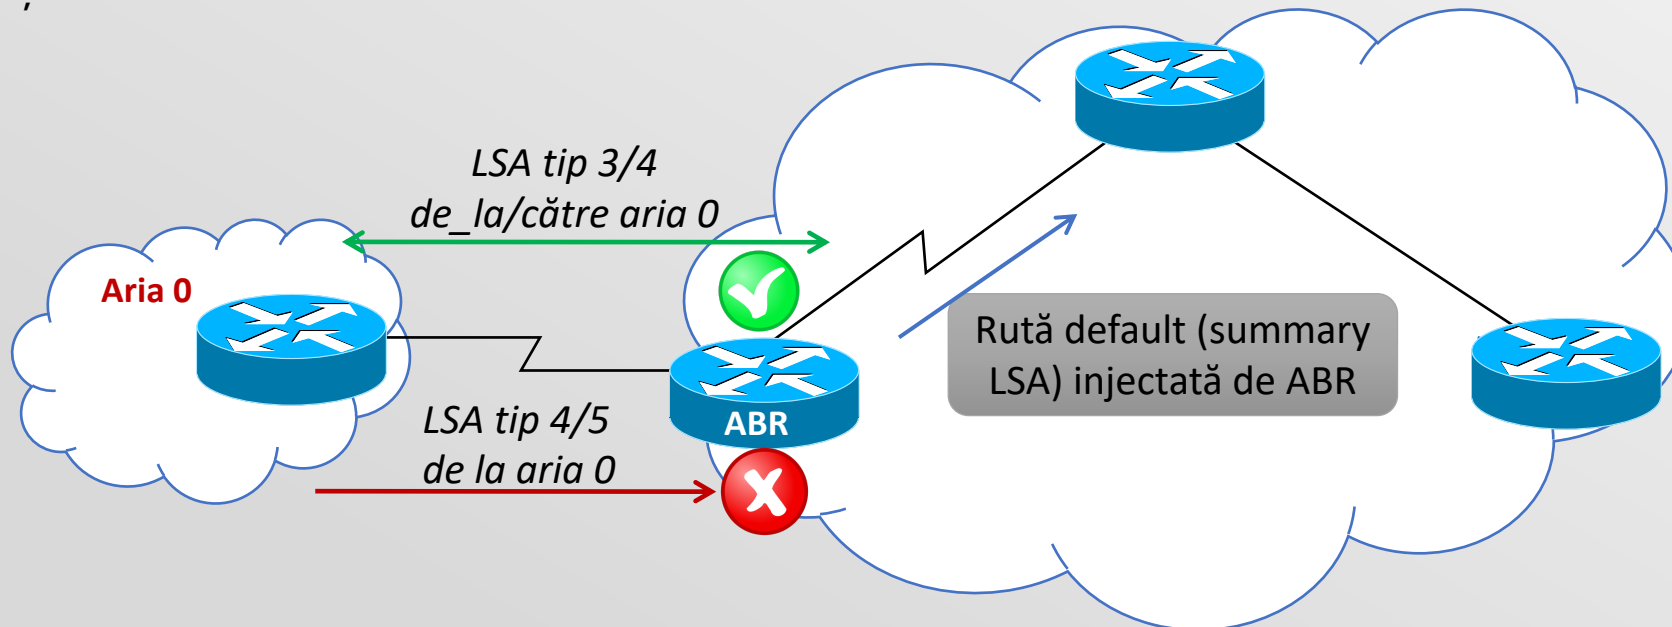 LSA tip 3/4
de_la/către aria 0
Aria 0
Rută default (summary
LSA) injectată de ABR
ABR
LSA tip 4/5
de la aria 0